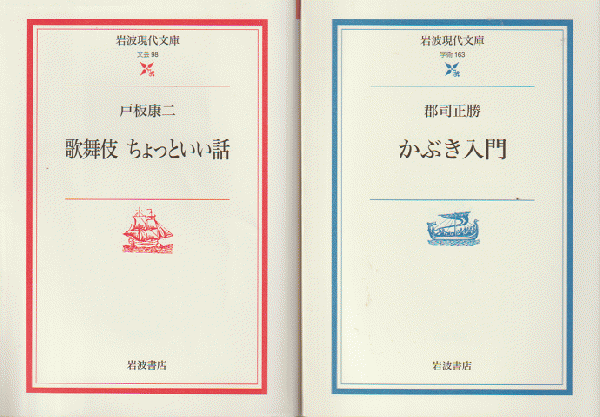 岩波現代文庫
文芸 98
戸板康二
歌舞伎 ちょっといい話
岩波書店
岩波現代文庫
学術 163
郡司正勝
かぶき入門
岩波書店